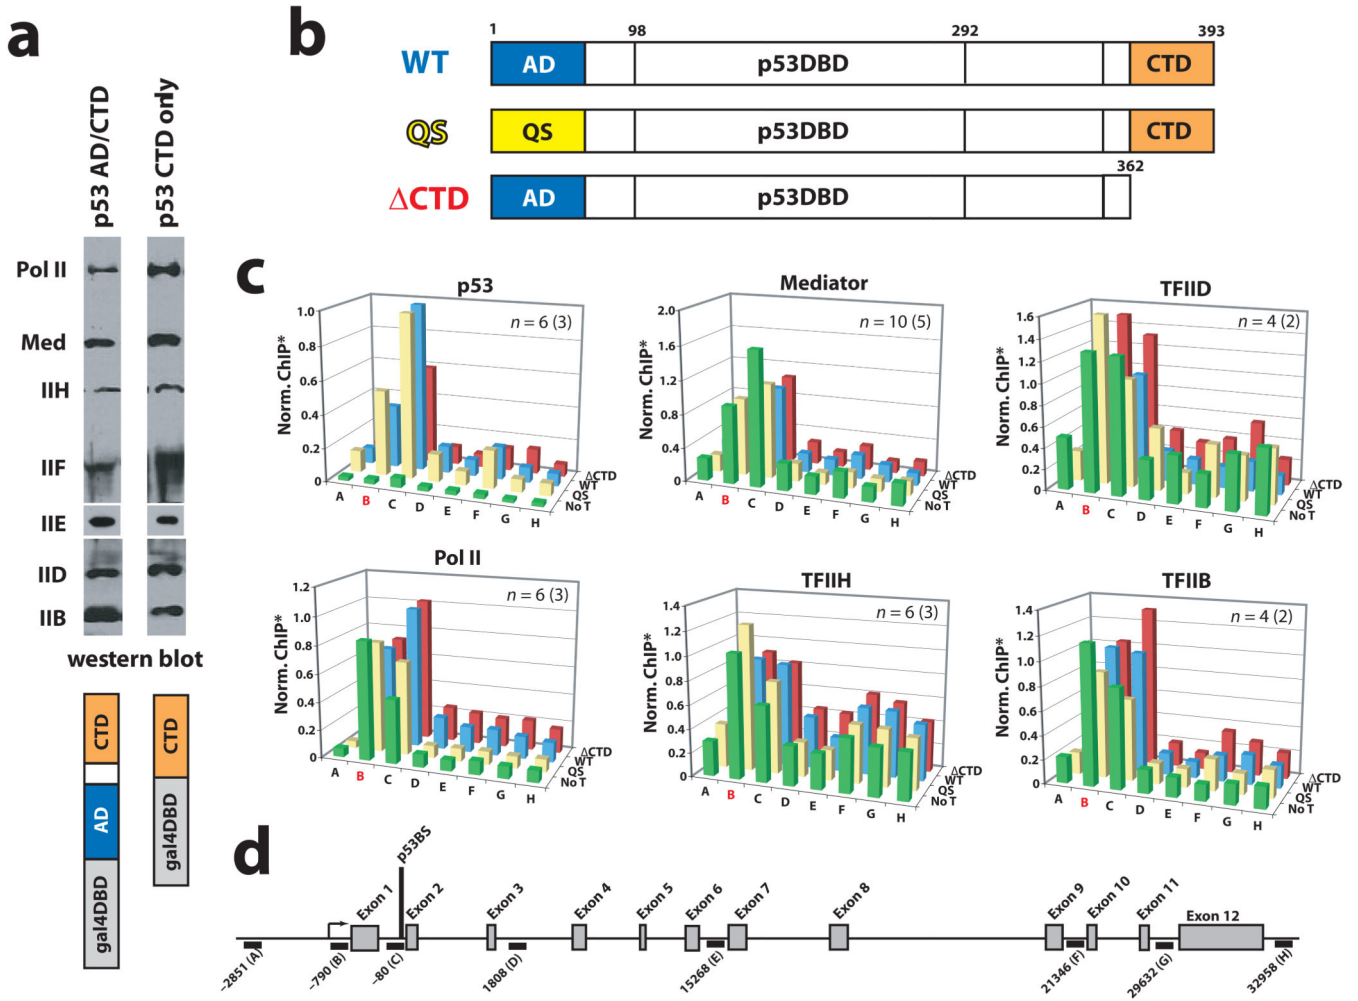 a
p53 AD/CTD
p53 CTD only
Pol II
Med
IIH
IIF
IIE
IID
IIB
western blot
CTD
AD
gal4DBD
CTD
gal4DBD
b
1 98 292 393
WT AD p53DBD CTD
QS QS p53DBD CTD
362
ΔCTD AD p53DBD
c
p53
n = 6 (3)
Norm. ChIP*
1.0
0.8
0.6
0.4
0.2
0
A B C D E F G H
ΔCTD
WT
QS
No T
Mediator
n = 10 (5)
Norm. ChIP*
2.0
1.6
1.2
0.8
0.4
0
A B C D E F G H
ΔCTD
WT
QS
No T
TFIID
n = 4 (2)
Norm. ChIP*
1.6
1.4
1.2
1.0
0.8
0.6
0.4
0.2
0
A B C D E F G H
ΔCTD
WT
QS
No T
Pol II
n = 6 (3)
Norm. ChIP*
1.2
1.0
0.8
0.6
0.4
0.2
0
A B C D E F G H
ΔCTD
WT
QS
No T
TFIIH
n = 6 (3)
Norm. ChIP*
1.4
1.2
1.0
0.8
0.6
0.4
0.2
0
A B C D E F G H
ΔCTD
WT
QS
No T
TFIIB
n = 4 (2)
Norm. ChIP*
1.4
1.2
1.0
0.8
0.6
0.4
0.2
0
A B C D E F G H
ΔCTD
WT
QS
No T
d
p53BS
Exon 1
Exon 2
Exon 3
Exon 4
Exon 5
Exon 6
Exon 7
Exon 8
Exon 9
Exon 10
Exon 11
Exon 12
–2851 (A)
–790 (B)
–80 (C)
1808 (D)
15268 (E)
21346 (F)
29632 (G)
32958 (H)